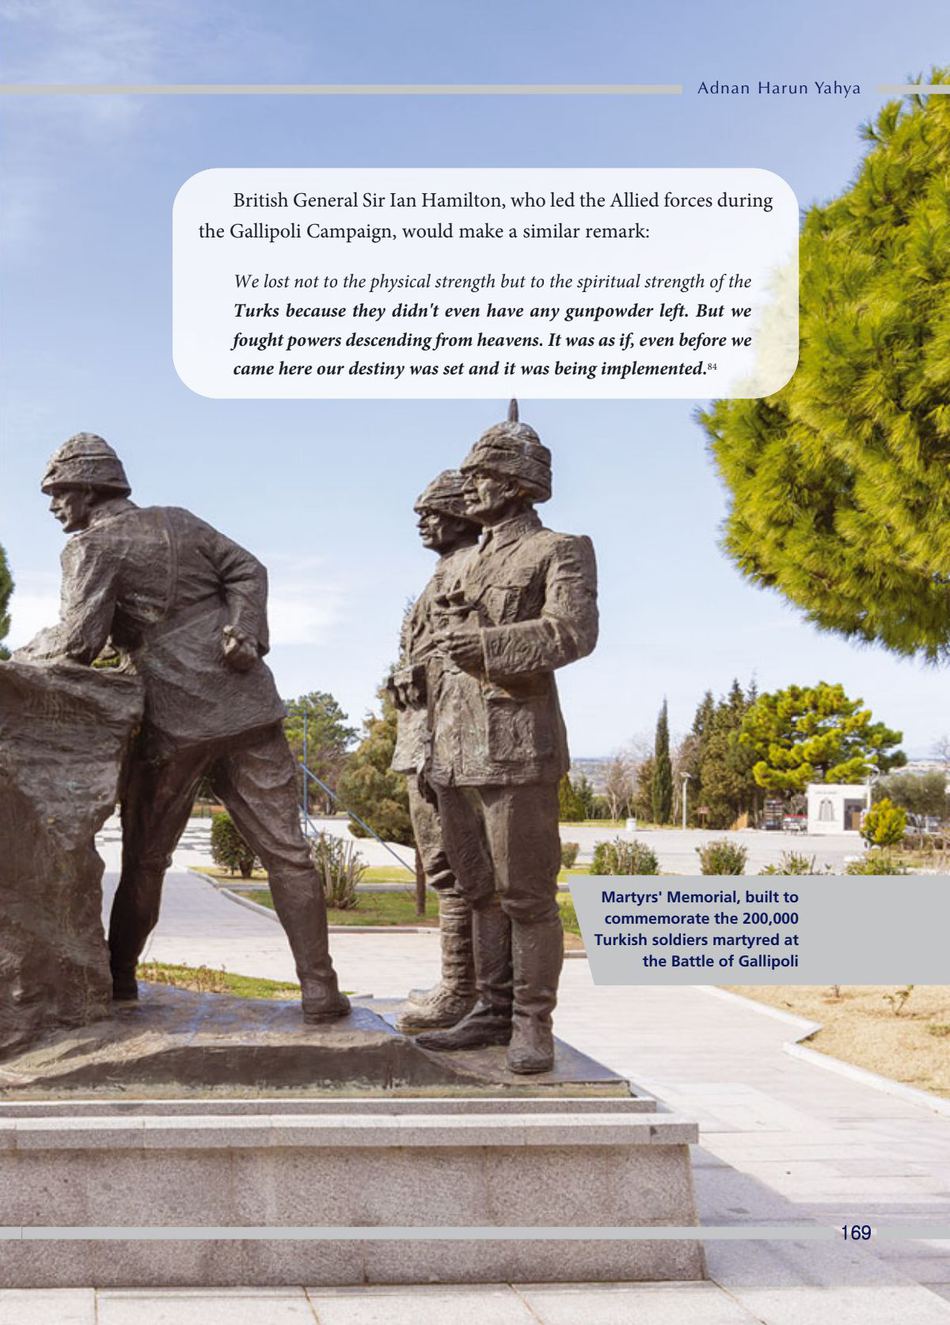 Adnan Harun Yahya
British General Sir Ian Hamilton, who led the Allied forces during
the Gallipoli Campaign, would make a similar remark:
We lost not to the physical strength but to the spiritual strength of the
Turks because they didn't even have any gunpowder left. But we
fought powers descending from heavens. It was as if, even before we
came here our destiny was set and it was being implemented.84
Martyrs' Memorial, built to
commemorate the 200,000
Turkish soldiers martyred at
the Battle of Gallipoli
169